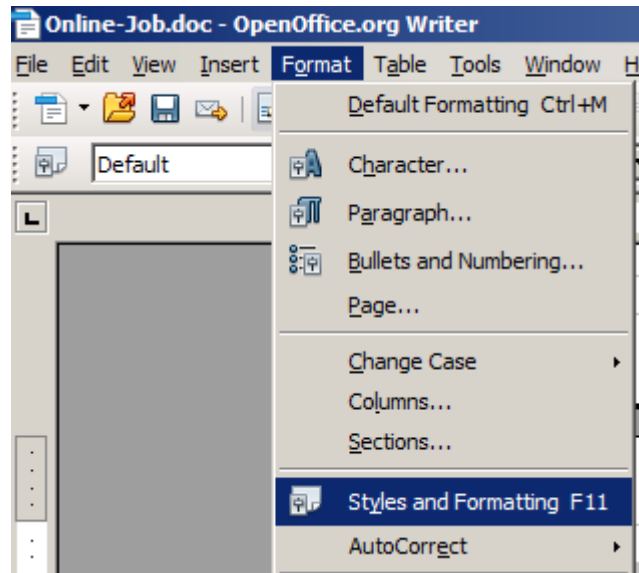 Online-Job.doc - OpenOffice.org Writer
File Edit View Insert Format Table Tools Window H
Default Formatting Ctrl+M
Default
Character...
Paragraph...
Bullets and Numbering...
Page...
Change Case
Columns...
Sections...
Styles and Formatting F11
AutoCorrect